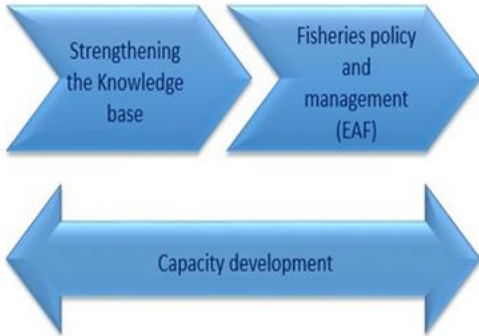 Strengthening
the Knowledge
base
Fisheries policy
and
management
(EAF)
Capacity development